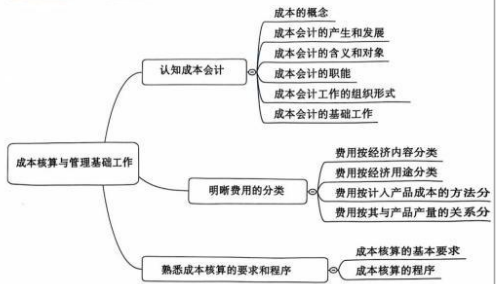 成本的概念
成本会计的产生和发展
成本会计的含义和对象
认知成本会计
成本会计的职能
成本会计工作的组织形式
成本会计的基础工作
成本核算与管理基础工作
费用按经济内容分类
费用按经济用途分类
明晰费用的分类
费用按计人产品成本的方法分
费用按其与产品产量的关系分
成本核算的基本要求
熟悉成本核算的要求和程序
成本核算的程序